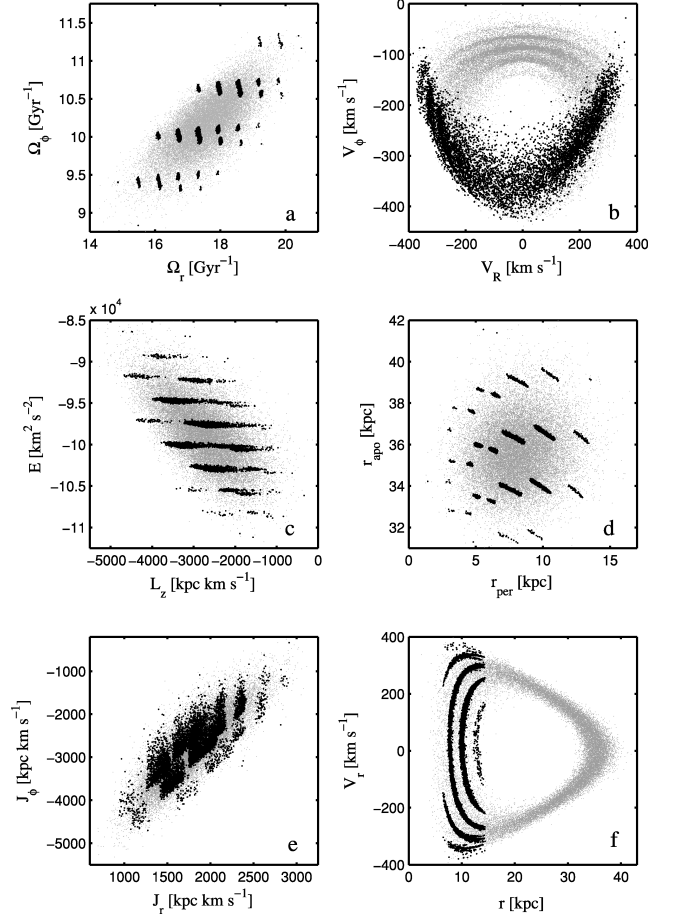 11.5
11
10.5
10
9.5
9
Ω_ϕ [Gyr⁻¹]
a
14 16 18 20
Ω_r [Gyr⁻¹]
0
−100
−200
−300
−400
V_ϕ [km s⁻¹]
b
−400 −200 0 200 400
V_R [km s⁻¹]
x 10⁴
−8.5
−9
−9.5
−10
−10.5
−11
E [km² s⁻²]
c
−5000 −4000 −3000 −2000 −1000 0
L_z [kpc km s⁻¹]
42
40
38
36
34
32
r_apo [kpc]
d
0 5 10 15
r_per [kpc]
−1000
−2000
−3000
−4000
−5000
J_ϕ [kpc km s⁻¹]
e
1000 1500 2000 2500 3000
J_r [kpc km s⁻¹]
400
200
0
−200
−400
V_r [km s⁻¹]
f
0 10 20 30 40
r [kpc]